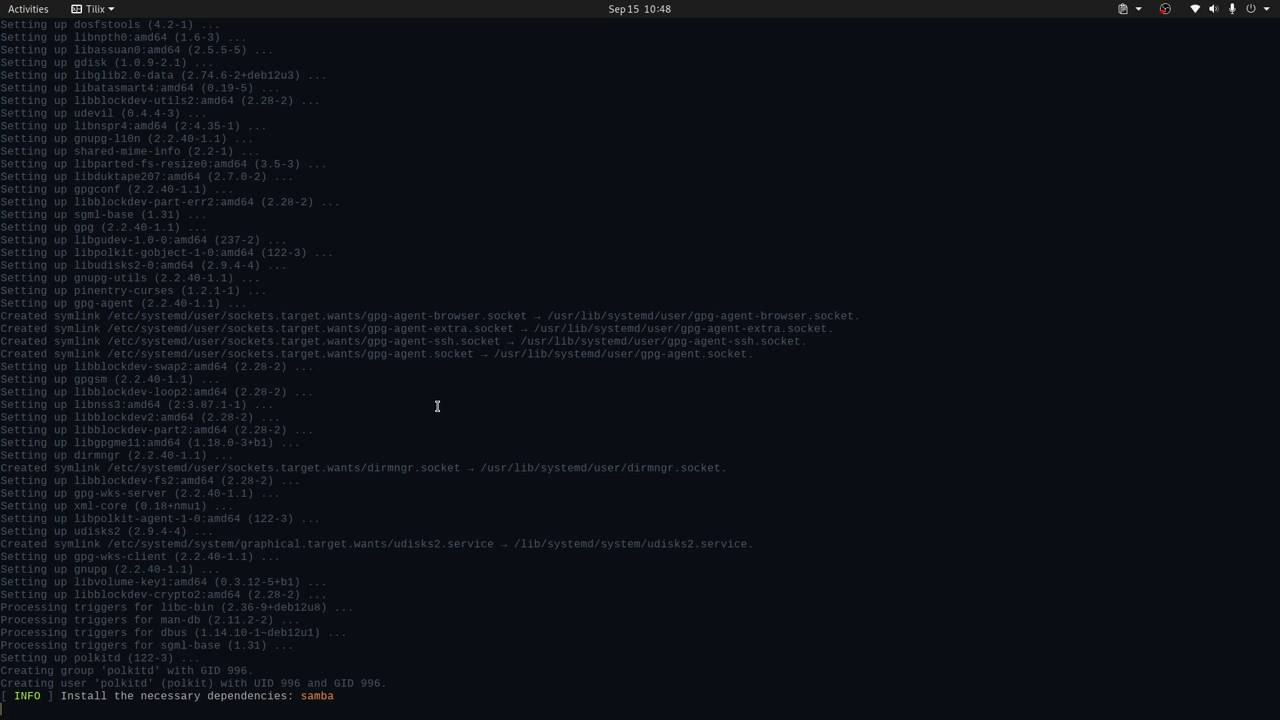 Activities
Tilix
Sep 15 10:48
Setting up dosfstools (4.2-1) ...
Setting up libnpth0:amd64 (1.6-3) ...
Setting up libassuan0:amd64 (2.5.5-5) ...
Setting up gdisk (1.0.9-2.1) ...
Setting up libglib2.0-data (2.74.6-2+deb12u3) ...
Setting up libatasmart4:amd64 (0.19-5) ...
Setting up libblockdev-utils2:amd64 (2.28-2) ...
Setting up udevil (0.4.4-3) ...
Setting up libnspr4:amd64 (2:4.35-1) ...
Setting up gnupg-l10n (2.2.40-1.1) ...
Setting up shared-mime-info (2.2-1) ...
Setting up libparted-fs-resize0:amd64 (3.5-3) ...
Setting up libduktape207:amd64 (2.7.0-2) ...
Setting up gpgconf (2.2.40-1.1) ...
Setting up libblockdev-part-err2:amd64 (2.28-2) ...
Setting up sgml-base (1.31) ...
Setting up gpg (2.2.40-1.1) ...
Setting up libgudev-1.0-0:amd64 (237-2) ...
Setting up libpolkit-gobject-1-0:amd64 (122-3) ...
Setting up libudisks2-0:amd64 (2.9.4-4) ...
Setting up gnupg-utils (2.2.40-1.1) ...
Setting up pinentry-curses (1.2.1-1) ...
Setting up gpg-agent (2.2.40-1.1) ...
Created symlink /etc/systemd/user/sockets.target.wants/gpg-agent-browser.socket → /usr/lib/systemd/user/gpg-agent-browser.socket.
Created symlink /etc/systemd/user/sockets.target.wants/gpg-agent-extra.socket → /usr/lib/systemd/user/gpg-agent-extra.socket.
Created symlink /etc/systemd/user/sockets.target.wants/gpg-agent-ssh.socket → /usr/lib/systemd/user/gpg-agent-ssh.socket.
Created symlink /etc/systemd/user/sockets.target.wants/gpg-agent.socket → /usr/lib/systemd/user/gpg-agent.socket.
Setting up libblockdev-swap2:amd64 (2.28-2) ...
Setting up gpgsm (2.2.40-1.1) ...
Setting up libblockdev-loop2:amd64 (2.28-2) ...
Setting up libnss3:amd64 (2:3.87.1-1) ...
Setting up libblockdev2:amd64 (2.28-2) ...
Setting up libblockdev-part2:amd64 (2.28-2) ...
Setting up libgpgme11:amd64 (1.18.0-3+b1) ...
Setting up dirmngr (2.2.40-1.1) ...
Created symlink /etc/systemd/user/sockets.target.wants/dirmngr.socket → /usr/lib/systemd/user/dirmngr.socket.
Setting up libblockdev-fs2:amd64 (2.28-2) ...
Setting up gpg-wks-server (2.2.40-1.1) ...
Setting up xml-core (0.18+nmu1) ...
Setting up libpolkit-agent-1-0:amd64 (122-3) ...
Setting up udisks2 (2.9.4-4) ...
Created symlink /etc/systemd/system/graphical.target.wants/udisks2.service → /lib/systemd/system/udisks2.service.
Setting up gpg-wks-client (2.2.40-1.1) ...
Setting up gnupg (2.2.40-1.1) ...
Setting up libvolume-key1:amd64 (0.3.12-5+b1) ...
Setting up libblockdev-crypto2:amd64 (2.28-2) ...
Processing triggers for libc-bin (2.36-9+deb12u8) ...
Processing triggers for man-db (2.11.2-2) ...
Processing triggers for dbus (1.14.10-1~deb12u1) ...
Processing triggers for sgml-base (1.31) ...
Setting up polkitd (122-3) ...
Creating group 'polkitd' with GID 996.
Creating user 'polkitd' (polkit) with UID 996 and GID 996.
[ INFO ] Install the necessary dependencies: samba